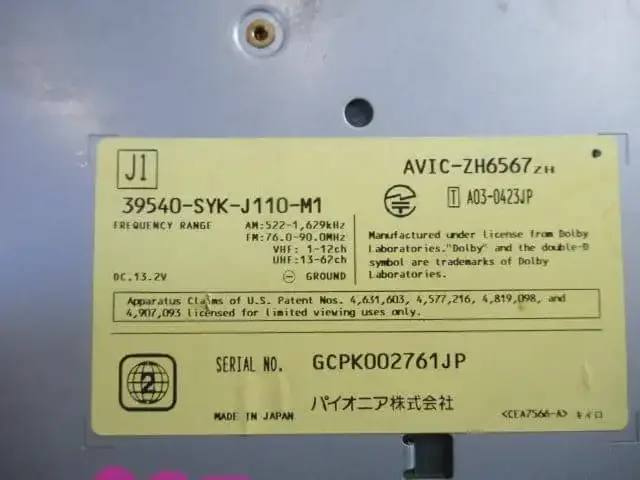 J1
AVIC-ZH6567ZH
39540-SYK-J110-M1
T A03-0423JP
FREQUENCY RANGE AM:522-1,629kHz
FM:76.0-90.0MHz
VHF: 1-12ch
UHF:13-62ch
DC.13.2V ⊖ GROUND
Manufactured under license from Dolby
Laboratories."Dolby" and the double-D
symbol are trademarks of Dolby
Laboratories.
Apparatus Claims of U.S. Patent Nos. 4,631,603, 4,577,216, 4,819,098, and
4,907,093 licensed for limited viewing uses only.
2
SERIAL NO. GCPK002761JP
MADE IN JAPAN パイオニア株式会社
<CEA7566-A> キイロ